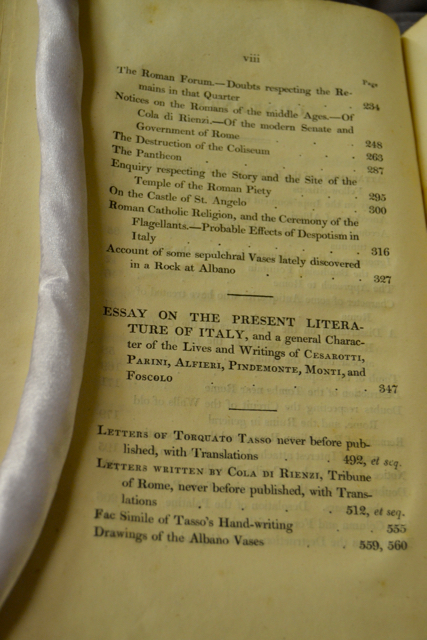 viii
Page
The Roman Forum.—Doubts respecting the Re-
mains in that Quarter . . . . 234
Notices on the Romans of the middle Ages.—Of
Cola di Rienzi.—Of the modern Senate and
Government of Rome . . . . 248
The Destruction of the Coliseum . . . 263
The Pantheon . . . . . 287
Enquiry respecting the Story and the Site of the
Temple of the Roman Piety . . . 295
On the Castle of St. Angelo . . . . 300
Roman Catholic Religion, and the Ceremony of the
Flagellants.—Probable Effects of Despotism in
Italy . . . . . . 316
Account of some sepulchral Vases lately discovered
in a Rock at Albano . . . . 327
ESSAY ON THE PRESENT LITERA-
TURE OF ITALY, and a general Charac-
ter of the Lives and Writings of CESAROTTI,
PARINI, ALFIERI, PINDEMONTE, MONTI, and
FOSCOLO . . . . 347
LETTERS OF TORQUATO TASSO never before pub-
lished, with Translations . 492, et seq.
LETTERS WRITTEN BY COLA DI RIENZI, Tribune
of Rome, never before published, with Trans-
lations . . . . 512, et seq.
Fac Simile of Tasso's Hand-writing . . 555
Drawings of the Albano Vases . . 559, 560